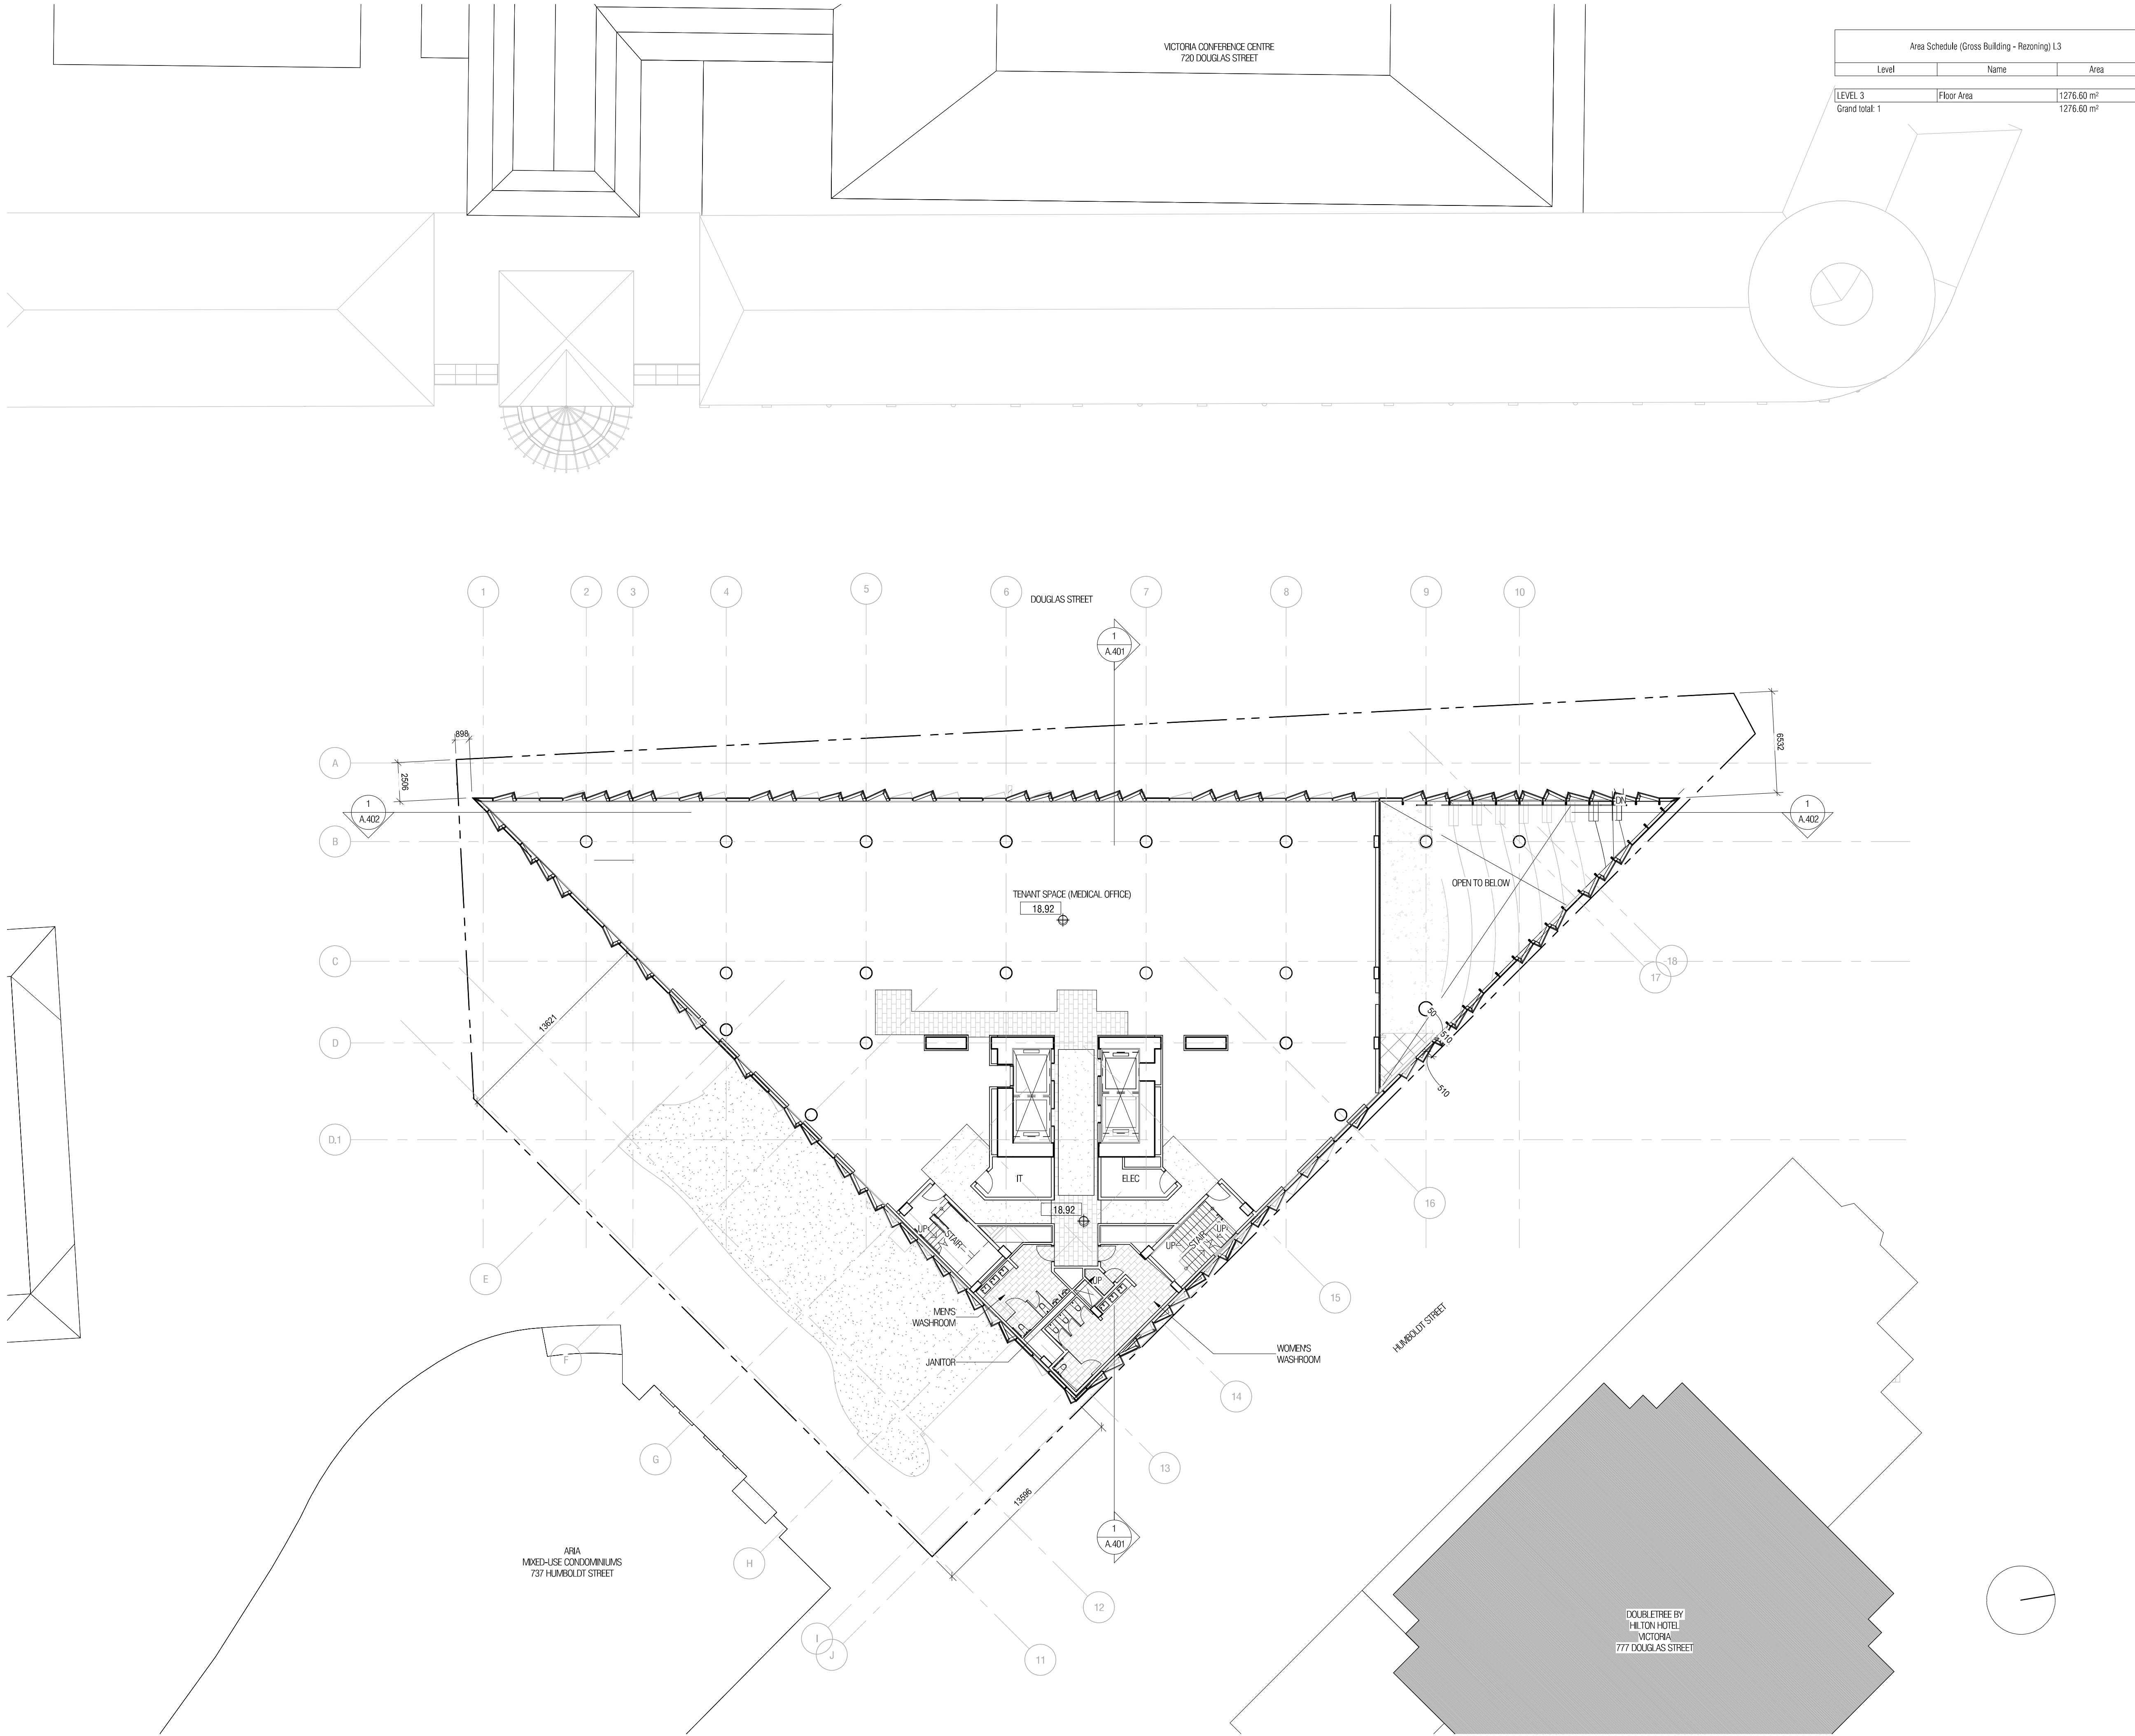 VICTORIA CONFERENCE CENTRE
720 DOUGLAS STREET
Area Schedule (Gross Building - Rezoning) L3
Level Name Area
LEVEL 3 Floor Area 1276.60 m²
Grand total: 1 1276.60 m²
1 2 3 4 5 6 7 8 9 10
DOUGLAS STREET
1
A.401
898
6532
A
2506
1
A.402
DN
1
A.402
B
OPEN TO BELOW
TENANT SPACE (MEDICAL OFFICE)
18.92
C
18
17
13621
50
510
D
510
D.1
IT
ELEC
16
18.92
UP
STAIR
UP
STAIR
UP
E
UP
15
MEN'S
WASHROOM
HUMBOLDT STREET
JANITOR
WOMEN'S
WASHROOM
F
14
G
13
13596
1
A.401
H
ARIA
MIXED-USE CONDOMINIUMS
737 HUMBOLDT STREET
12
I
J
11
DOUBLETREE BY
HILTON HOTEL
VICTORIA
777 DOUGLAS STREET